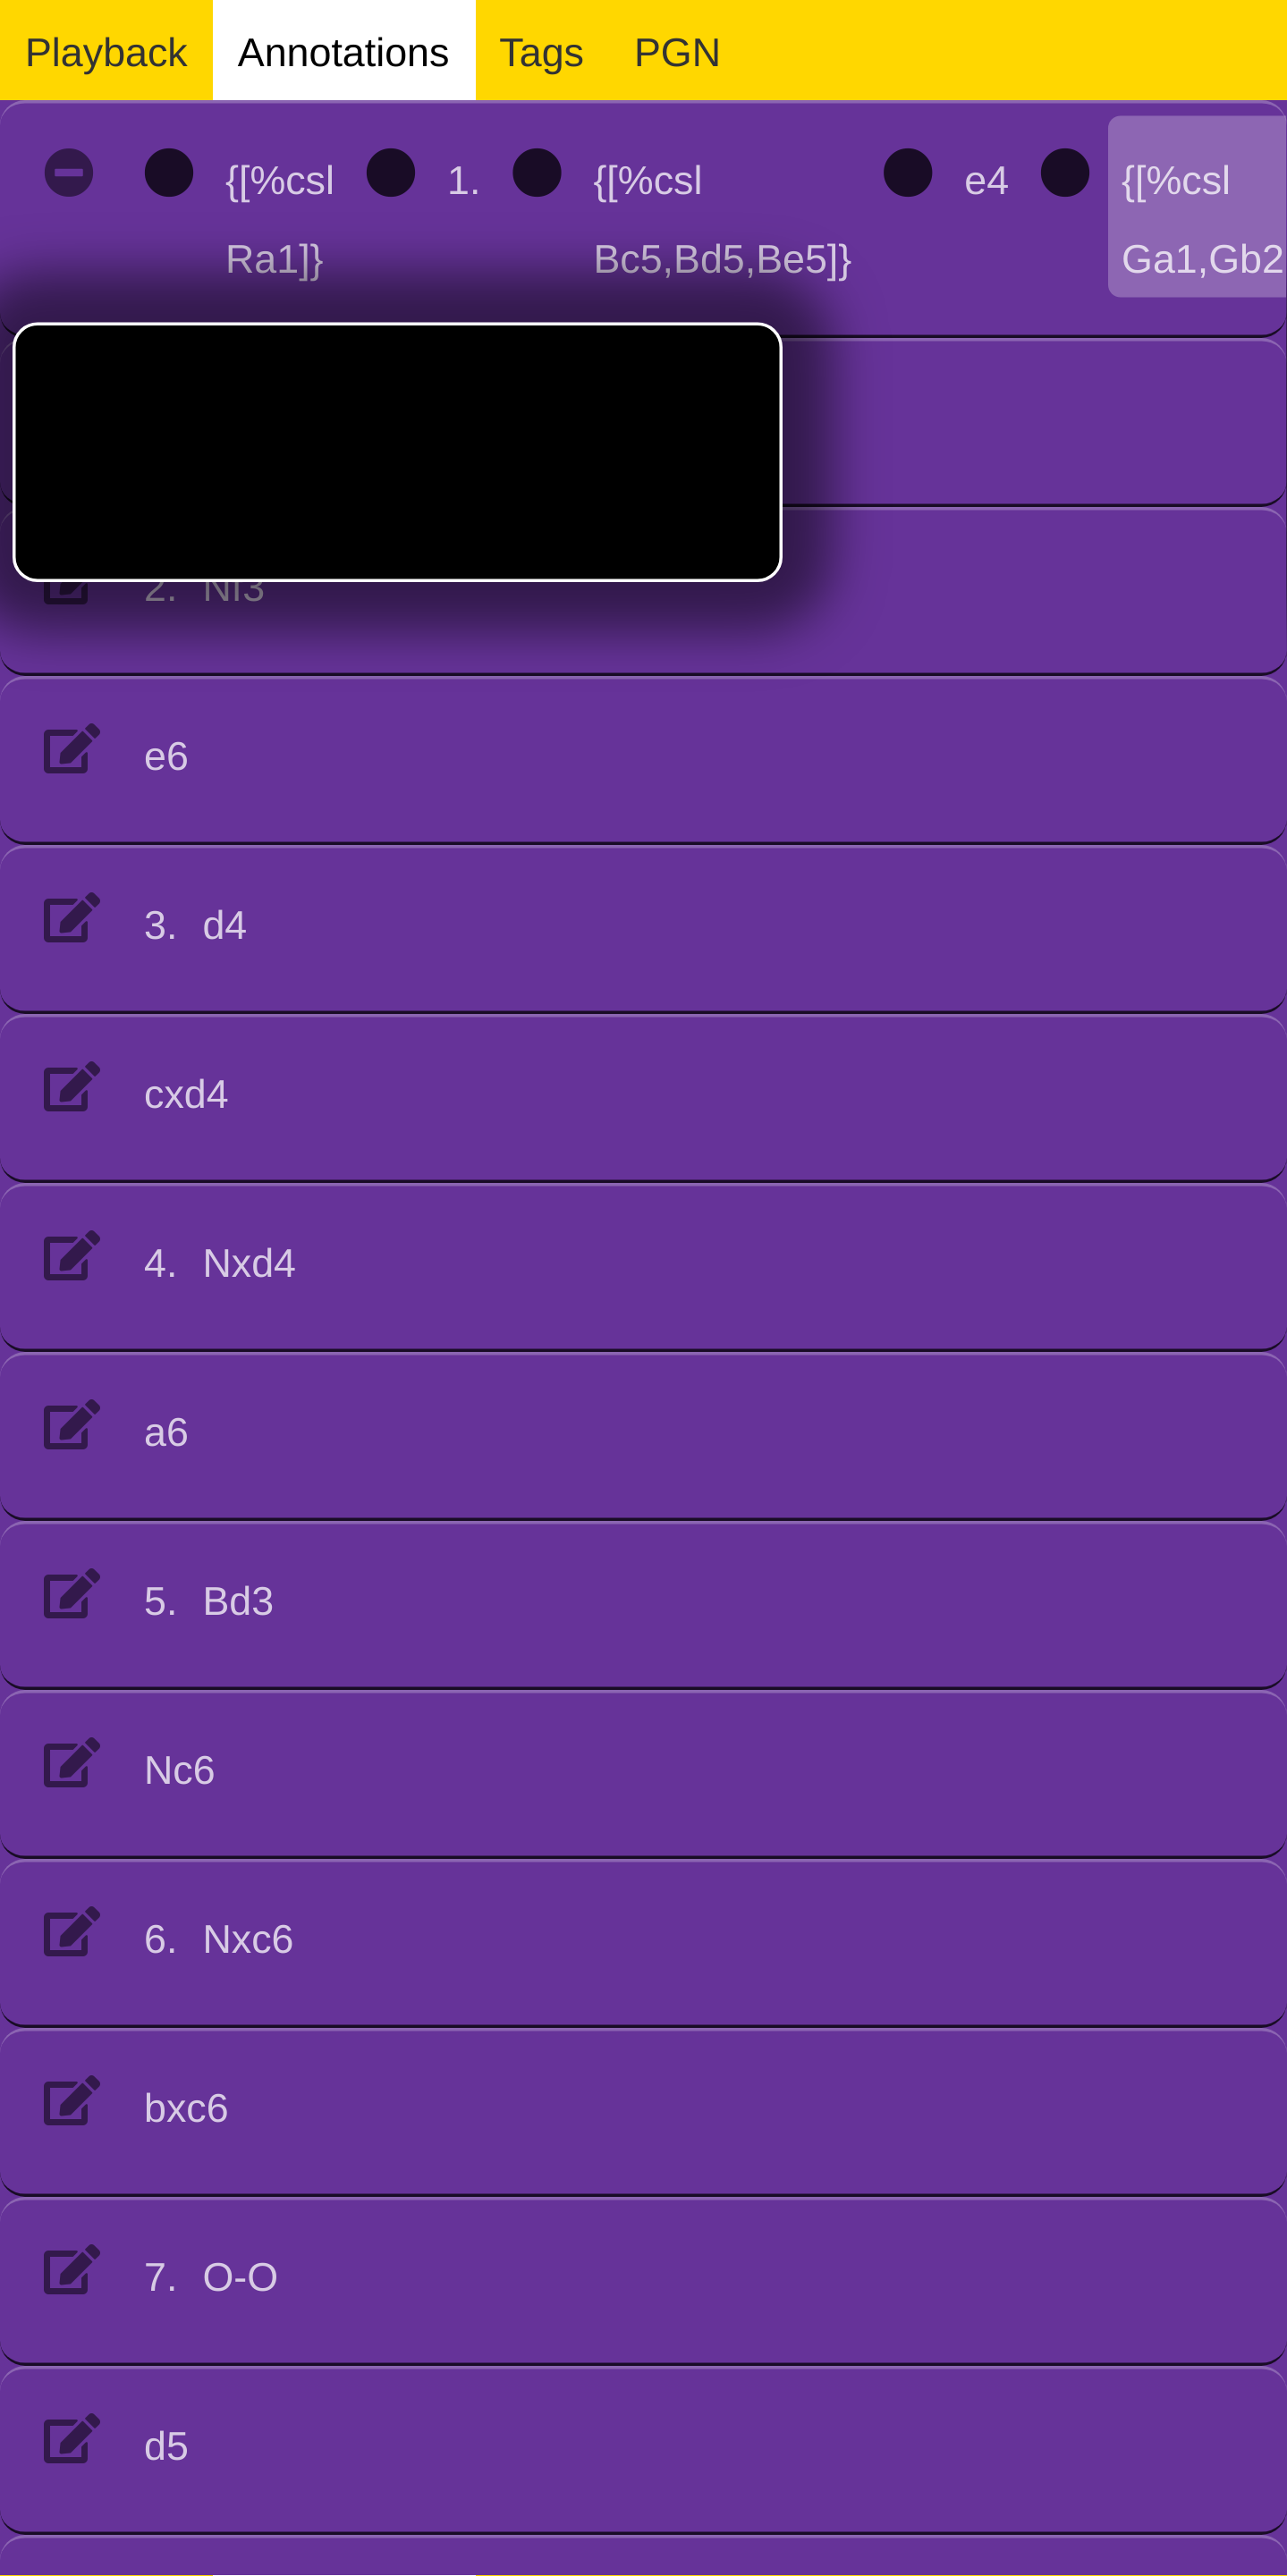 Playback Annotations Tags PGN
{[%csl 1. {[%csl e4 {[%csl
Ra1]} Bc5,Bd5,Be5]} Ga1,Gb2
2. Nf3
e6
3. d4
cxd4
4. Nxd4
a6
5. Bd3
Nc6
6. Nxc6
bxc6
7. O-O
d5